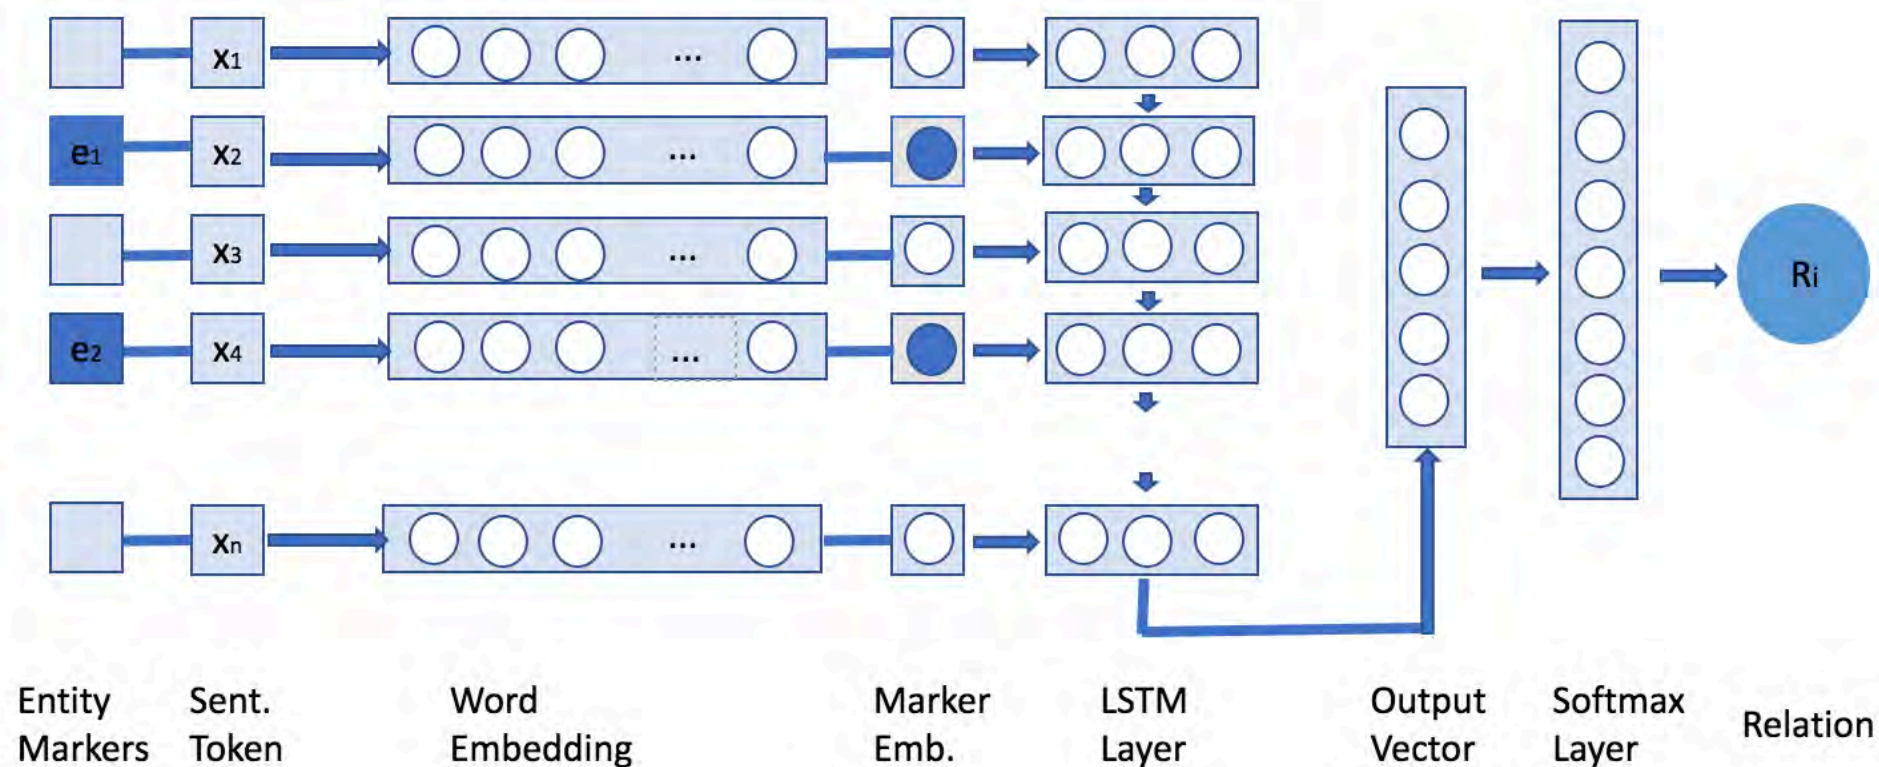 x1 ...
e1 x2 ...
x3 ...
e2 x4 ...
xn ...
Ri
Entity Markers
Sent. Token
Word Embedding
Marker Emb.
LSTM Layer
Output Vector
Softmax Layer
Relation